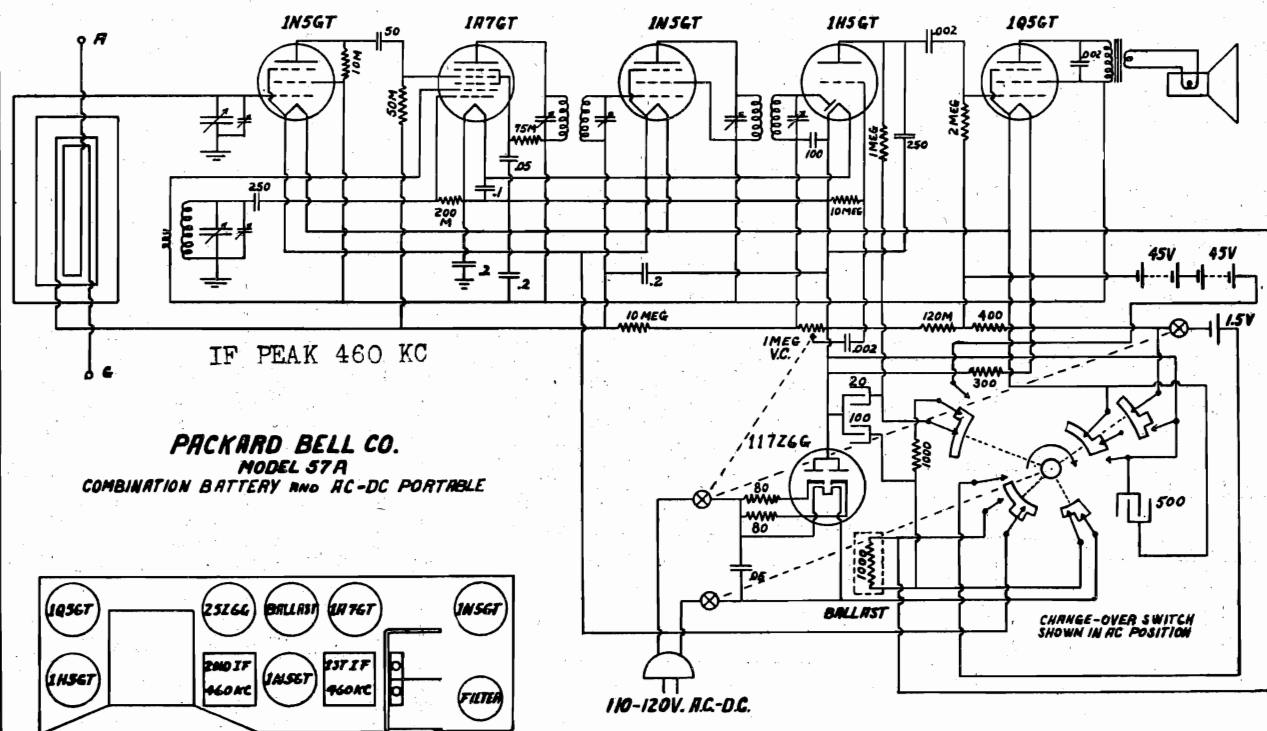 1N5GT 1A7GT 1N5GT 1H5GT 1Q5GT
A
50
10M
50M
.002
.002
75M
.05
100
1MEG
250
2 MEG
250
.1
200
M
10MEG
.2
.2
.2
45V 45V
10 MEG
1MEG
V.C.
.002
120M
400
1.5V
IF PEAK 460 KC
G
300
20
100
117Z6G
1000
PACKARD BELL CO.
MODEL 57A
COMBINATION BATTERY AND AC-DC PORTABLE
80
80
500
.05
1000
BALLAST
CHANGE-OVER SWITCH
SHOWN IN AC POSITION
1Q5GT
25Z6G
BALLAST
1A7GT
1N5GT
1H5GT
2ND IF
460KC
1N5GT
1ST IF
460KC
FILTER
110-120V. A.C.-D.C.